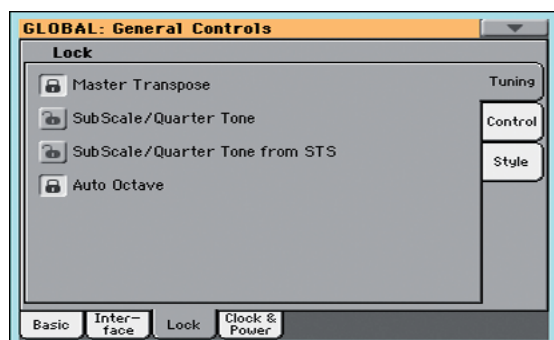 GLOBAL: General Controls
Lock
Master Transpose
SubScale/Quarter Tone
SubScale/Quarter Tone from STS
Auto Octave
Tuning
Control
Style
Basic
Inter-
face
Lock
Clock &
Power